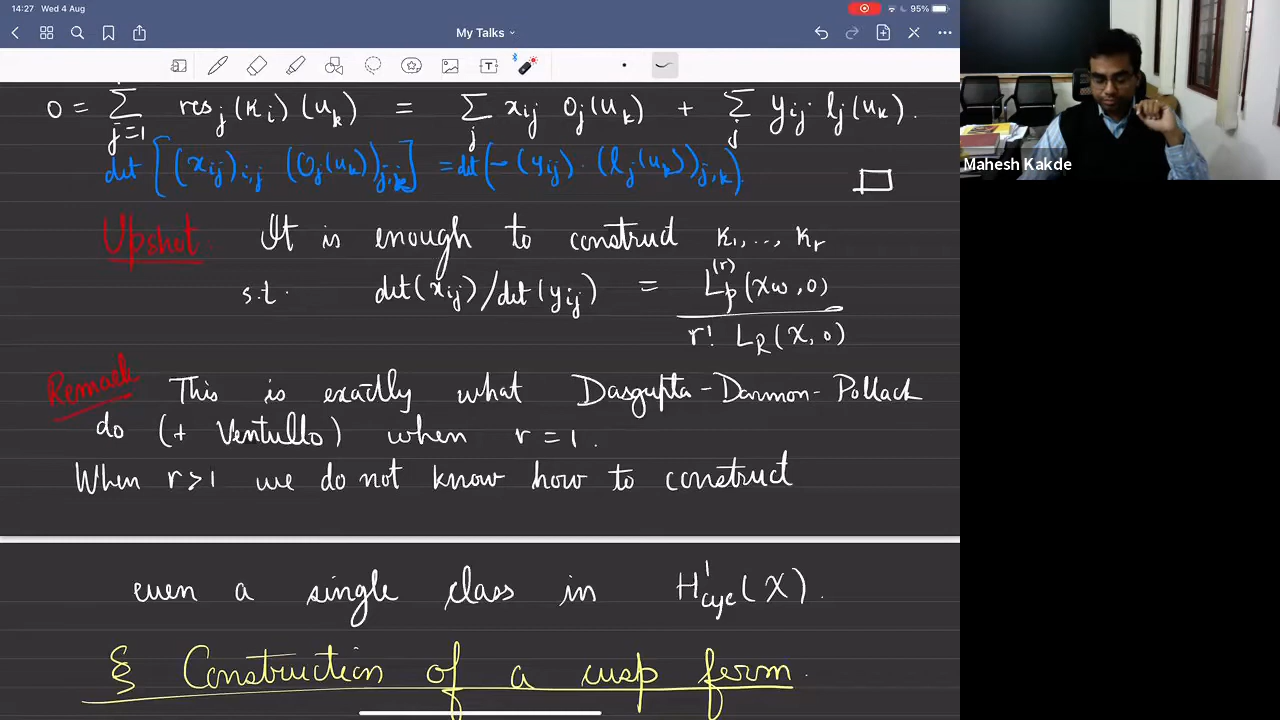 14:27 Wed 4 Aug
95%
My Talks
0 = Σ_{j=1} res_j(κ_i)(u_k) = Σ_j x_ij o_j(u_k) + Σ_j y_ij l_j(u_k).
det[(x_ij)_{i,j} (O_j(u_k))_{j,k}] = det(-(y_ij)·(l_j(u_k))_{j,k})
Mahesh Kakde
Upshot: It is enough to construct κ_1, .., κ_r
s.t. det(x_ij)/det(y_ij) = L_p^{(r)}(χω, 0) / r! L_R(χ, 0)
Remark This is exactly what Dasgupta-Darmon-Pollack
do (+ Ventullo) when r = 1.
When r>1 we do not know how to construct
even a single class in H^1_{cyc}(χ).
§ Construction of a cusp form.